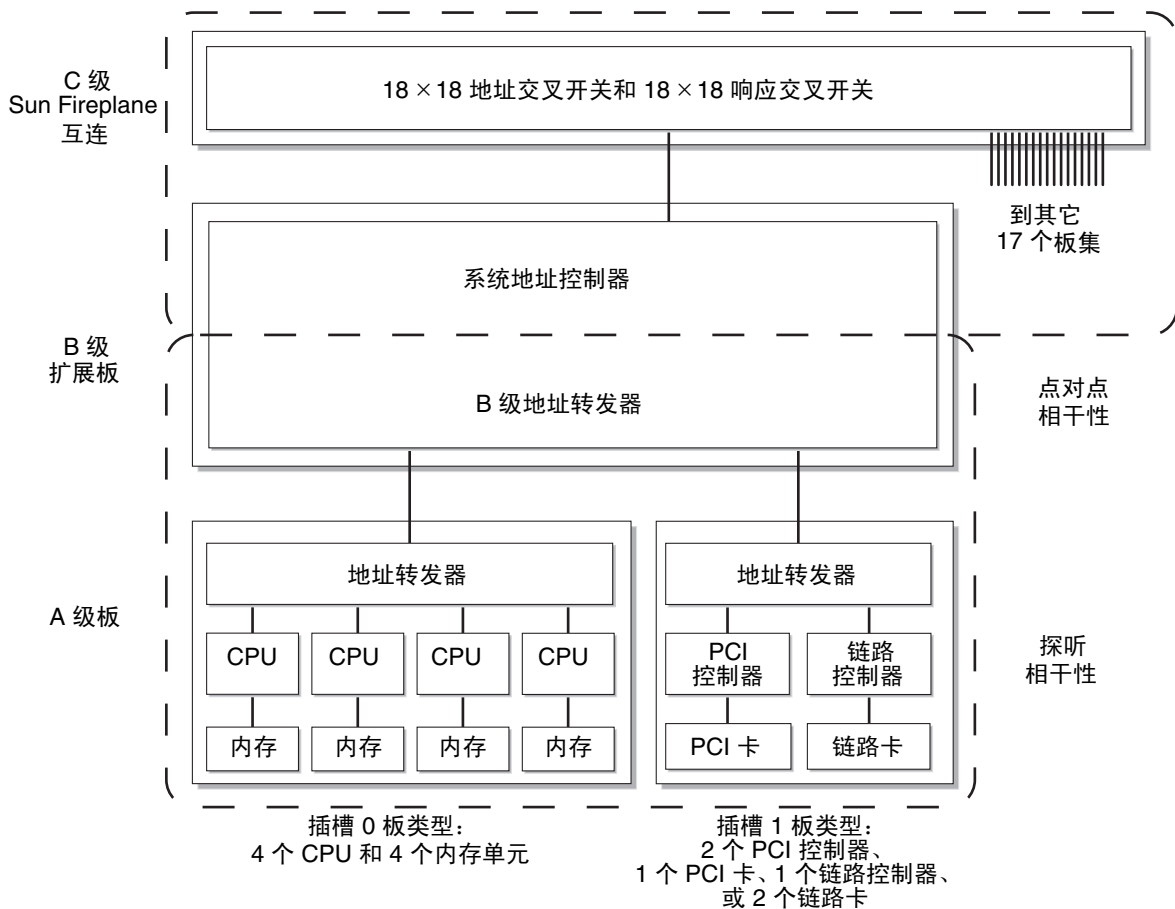 C 级
Sun Fireplane
互连
18 × 18 地址交叉开关和 18 × 18 响应交叉开关
到其它
17 个板集
系统地址控制器
B 级
扩展板
B 级地址转发器
点对点
相干性
A 级板
地址转发器
CPU
CPU
CPU
CPU
内存
内存
内存
内存
地址转发器
PCI
控制器
链路
控制器
PCI 卡
链路卡
探听
相干性
插槽 0 板类型：
4 个 CPU 和 4 个内存单元
插槽 1 板类型：
2 个 PCI 控制器、
1 个 PCI 卡、1 个链路控制器、
或 2 个链路卡